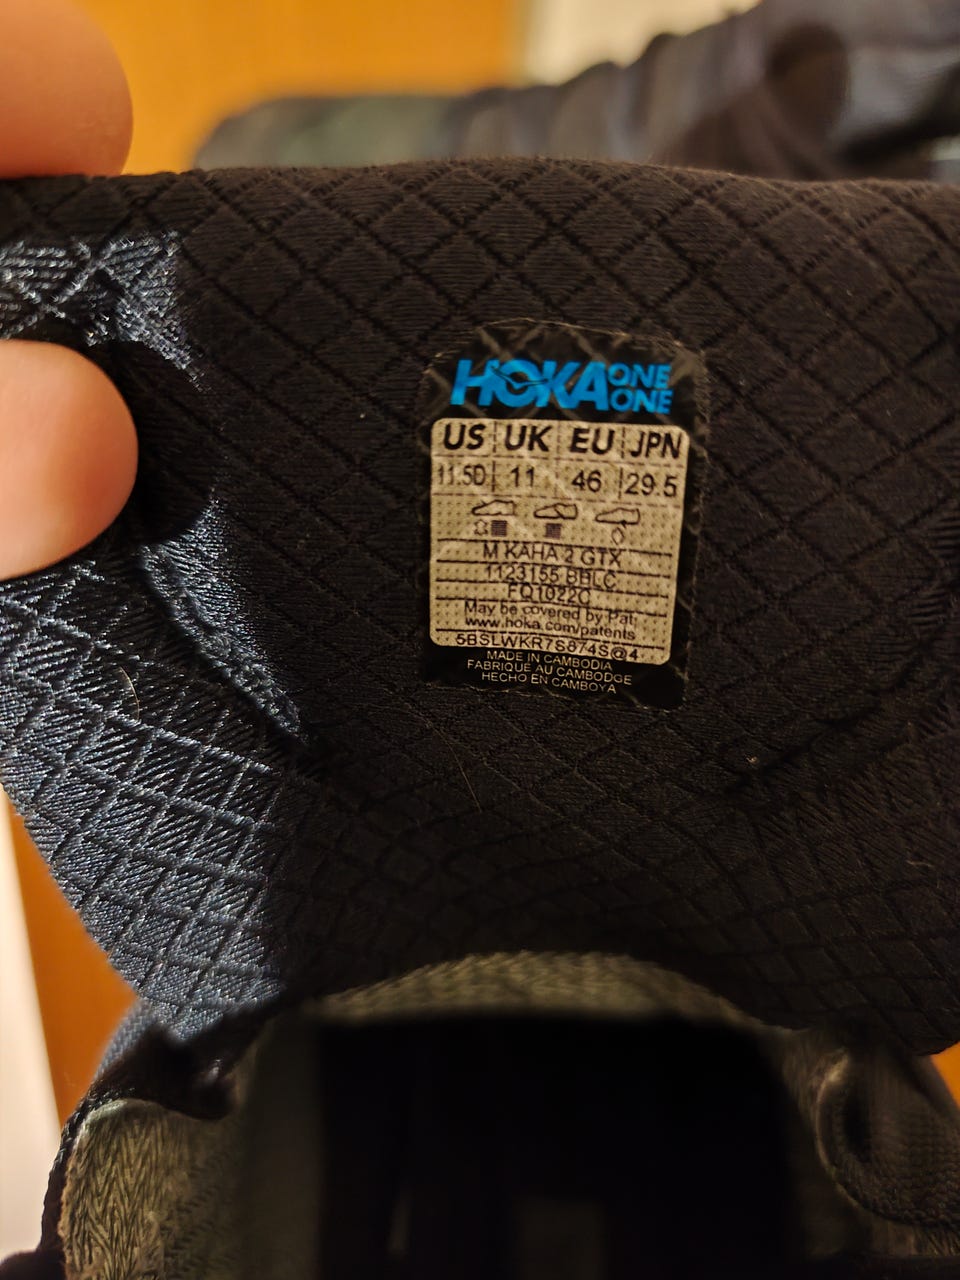 HOKA ONE ONE
US UK EU JPN
11.5D 11 46 29.5
M KAHA 2 GTX
1123155 BBLC
FQ1022C
May be covered by Pat:
www.hoka.com/patents
5BSLWKR7S874S@4
MADE IN CAMBODIA
FABRIQUE AU CAMBODGE
HECHO EN CAMBOYA